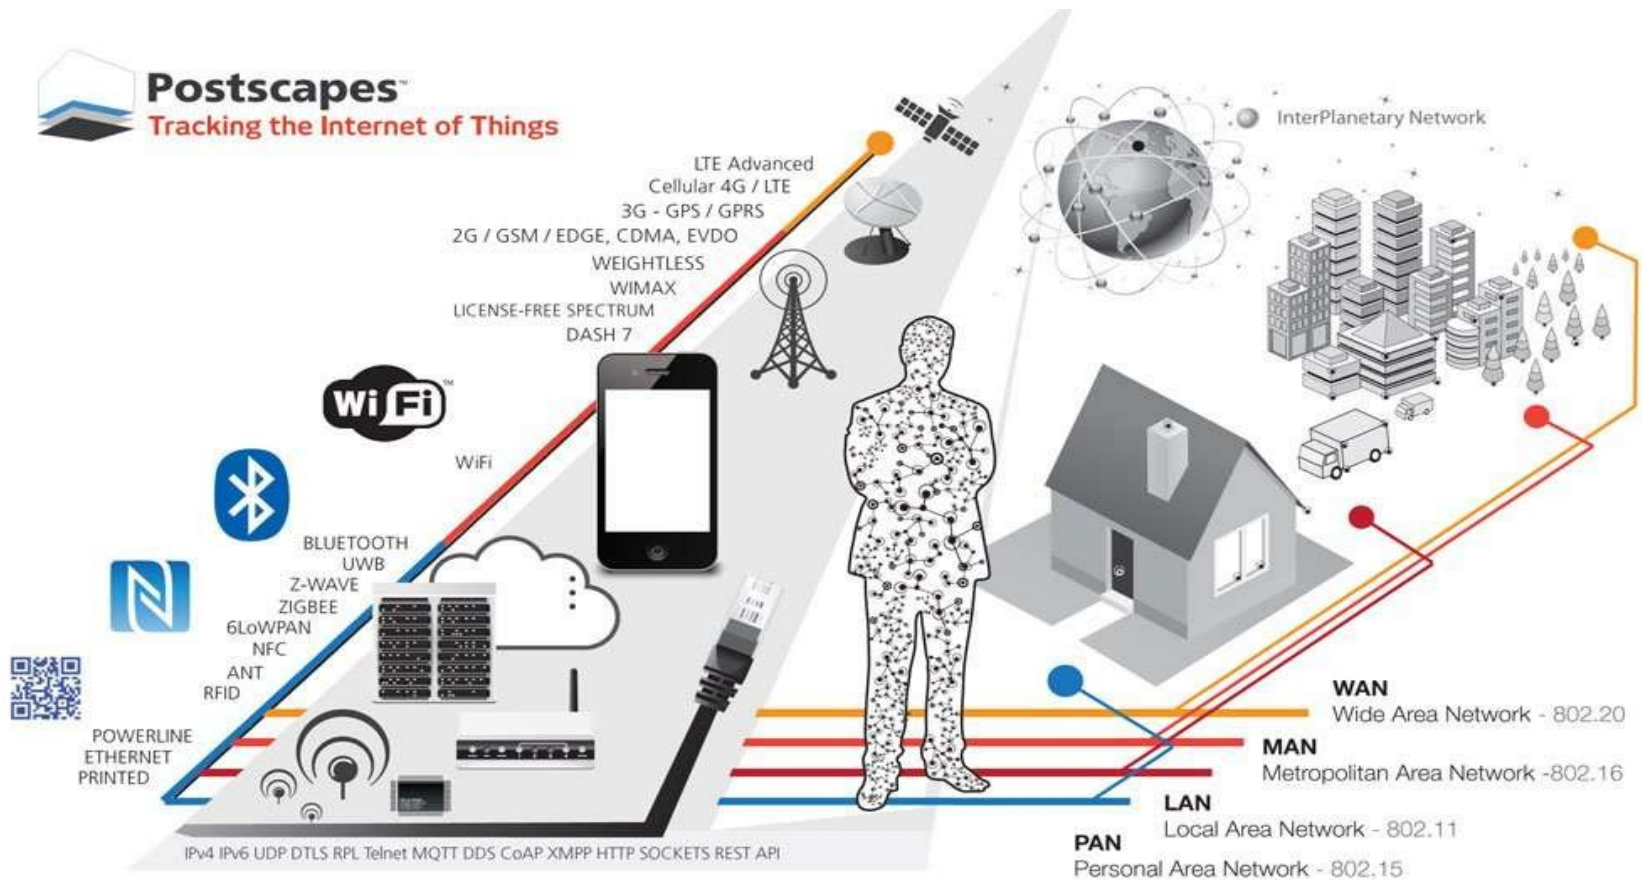 Postscapes™
Tracking the Internet of Things
InterPlanetary Network
LTE Advanced
Cellular 4G / LTE
3G - GPS / GPRS
2G / GSM / EDGE, CDMA, EVDO
WEIGHTLESS
WIMAX
LICENSE-FREE SPECTRUM
DASH 7
WiFi™
WiFi
BLUETOOTH
UWB
Z-WAVE
ZIGBEE
6LoWPAN
NFC
ANT
RFID
POWERLINE
ETHERNET
PRINTED
WAN
Wide Area Network - 802.20
MAN
Metropolitan Area Network -802.16
LAN
Local Area Network - 802.11
PAN
Personal Area Network - 802.15
IPv4 IPv6 UDP DTLS RPL Telnet MQTT DDS CoAP XMPP HTTP SOCKETS REST API